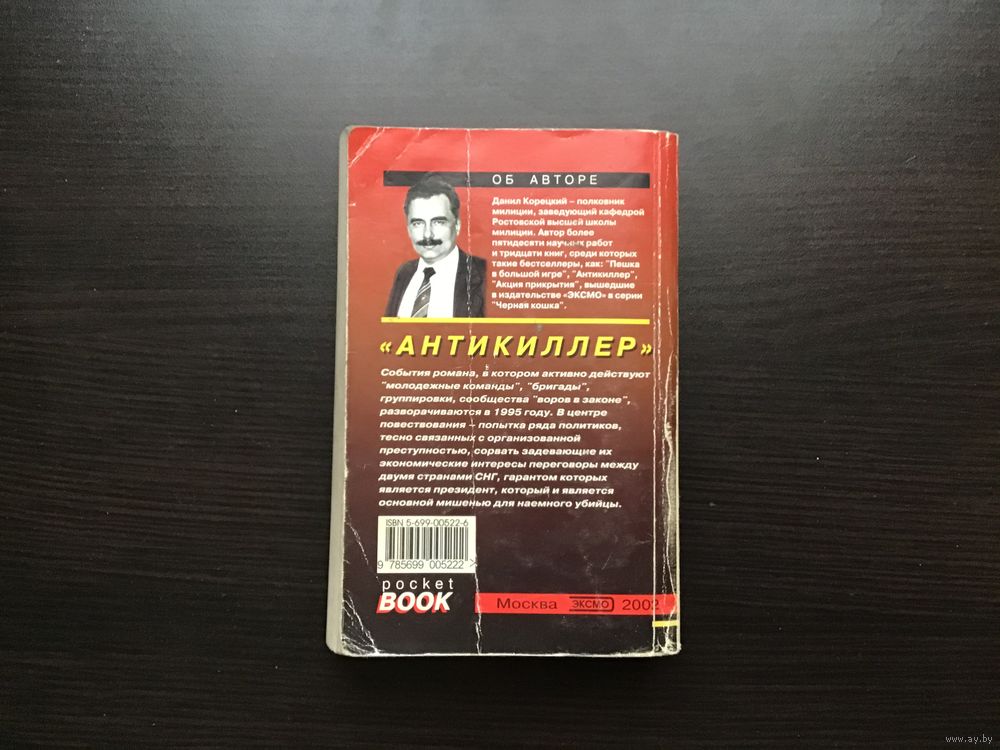 ОБ АВТОРЕ
Данил Корецкий – полковник
милиции, заведующий кафедрой
Ростовской высшей школы
милиции. Автор более
пятидесяти научных работ
и тридцати книг, среди которых
такие бестселлеры, как: "Пешка
в большой игре", "Антикиллер",
"Акция прикрытия", вышедшие
в издательстве «ЭКСМО» в серии
"Черная кошка".
«АНТИКИЛЛЕР»
События романа, в котором активно действуют
"молодежные команды", "бригады",
группировки, сообщества "воров в законе",
разворачиваются в 1995 году. В центре
повествования – попытка ряда политиков,
тесно связанных с организованной
преступностью, сорвать задевающие их
экономические интересы переговоры между
двумя странами СНГ, гарантом которых
является президент, который и является
основной мишенью для наемного убийцы.
ISBN 5-699-00522-6
9 785699 005222 >
pocket
BOOK
Москва ЭКСМО 2002
www.ay.by